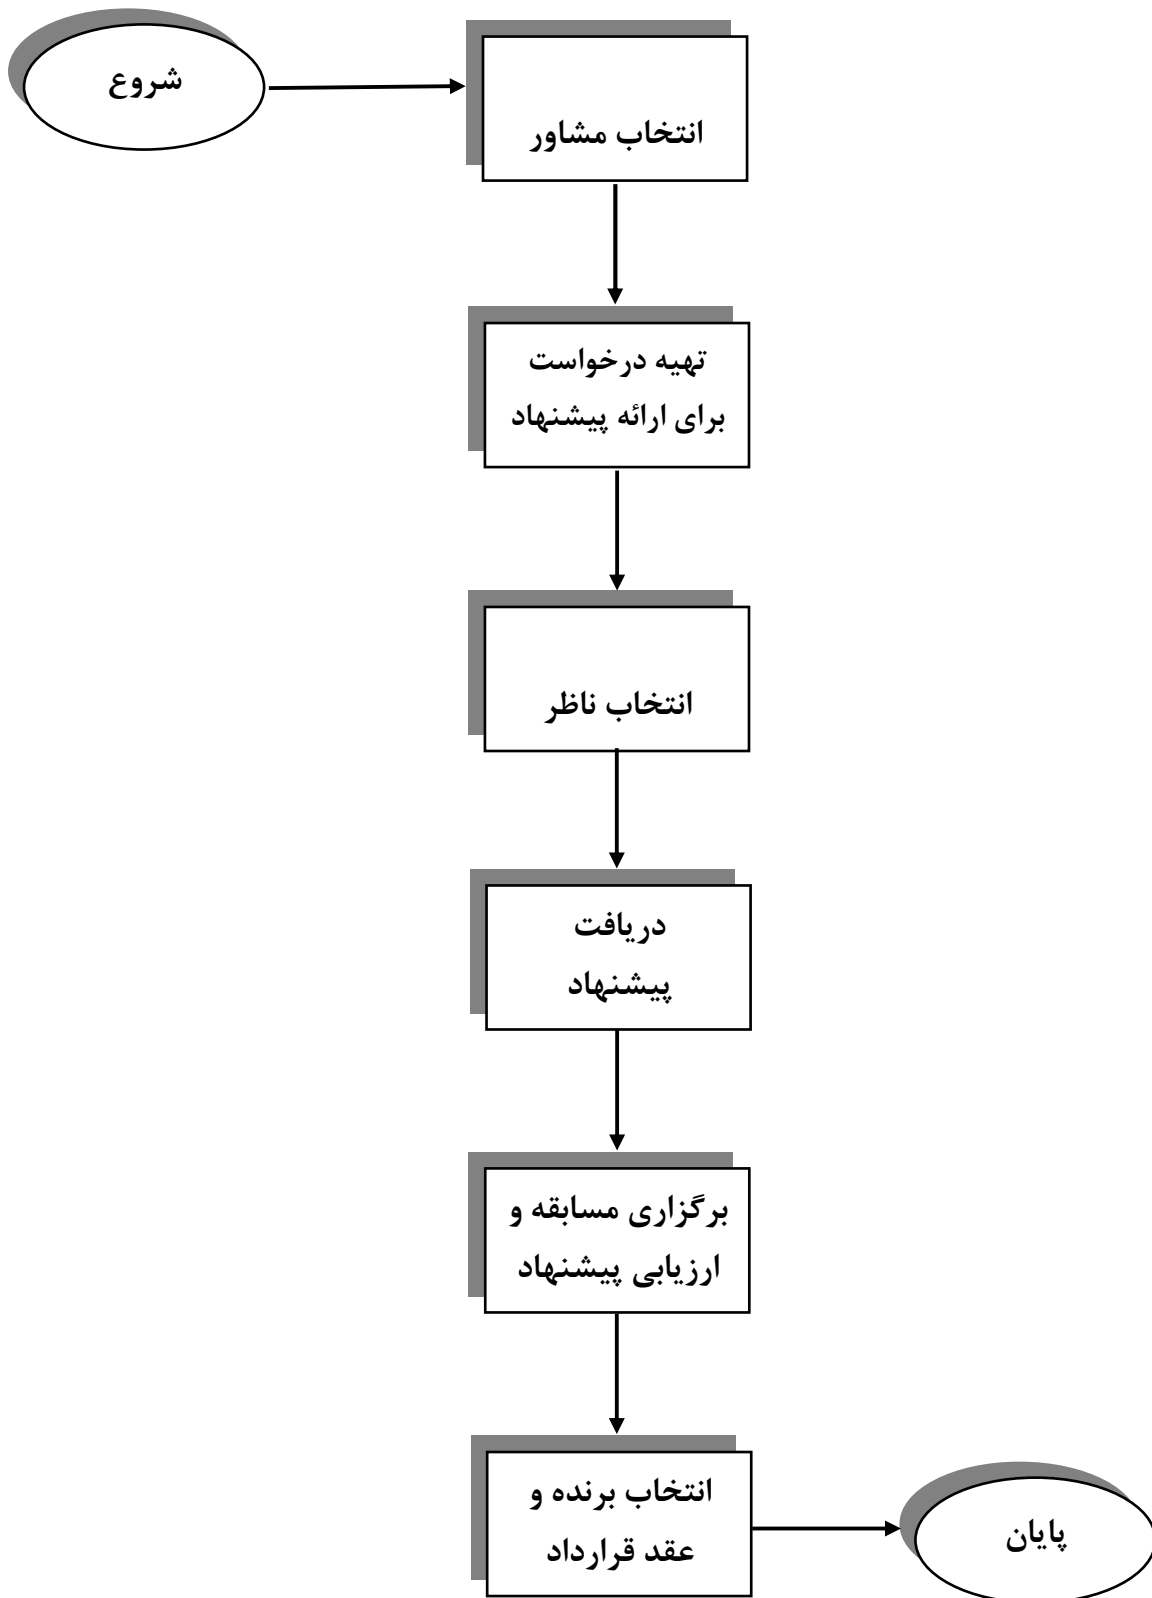 شروع
انتخاب مشاور
تهیه درخواست
برای ارائه پیشنهاد
انتخاب ناظر
دریافت
پیشنهاد
برگزاری مسابقه و
ارزیابی پیشنهاد
انتخاب برنده و
عقد قرارداد
پایان